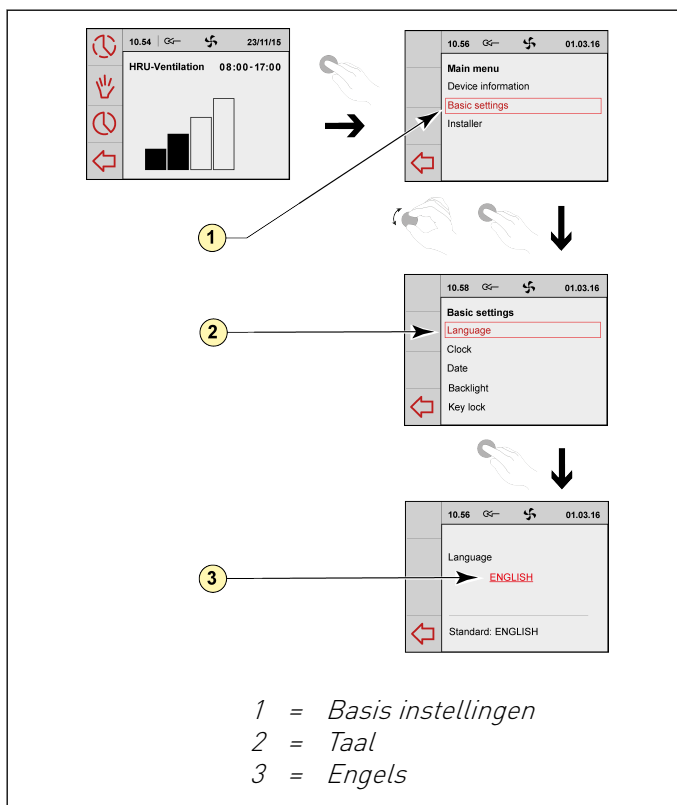 10.54 23/11/15
HRU-Ventilation 08:00-17:00
10.56 01.03.16
Main menu
Device information
Basic settings
Installer
1
10.58 01.03.16
Basic settings
Language
Clock
Date
Backlight
Key lock
2
10.56 01.03.16
Language
ENGLISH
Standard: ENGLISH
3
1 = Basis instellingen
2 = Taal
3 = Engels